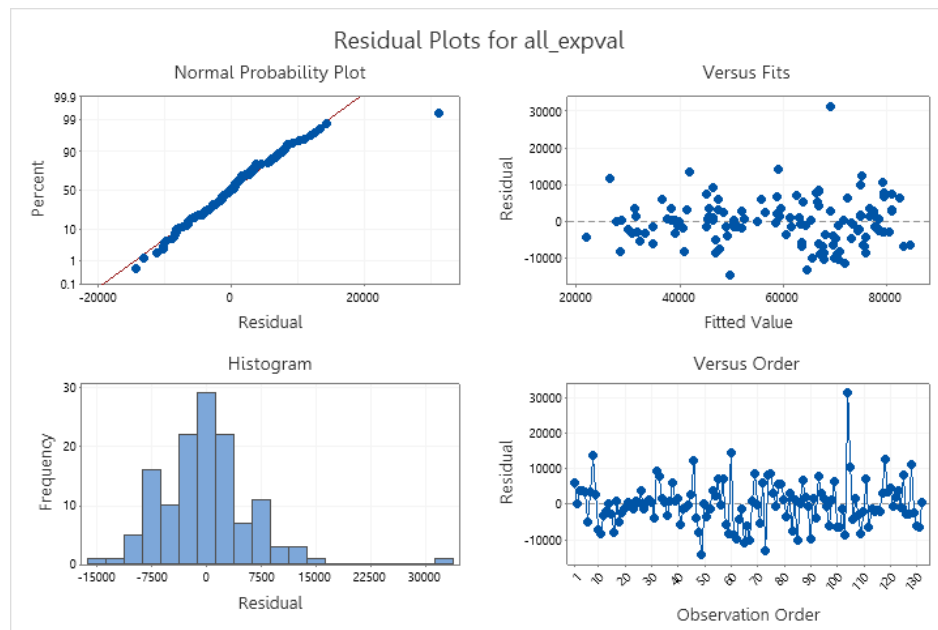 Residual Plots for all_expval
Normal Probability Plot
99.9
99
90
50
10
1
0.1
Percent
-20000 0 20000
Residual
Versus Fits
30000
20000
10000
0
-10000
Residual
20000 40000 60000 80000
Fitted Value
Histogram
30
20
10
0
Frequency
-15000 -7500 0 7500 15000 22500 30000
Residual
Versus Order
30000
20000
10000
0
-10000
Residual
1 10 20 30 40 50 60 70 80 90 100 110 120 130
Observation Order